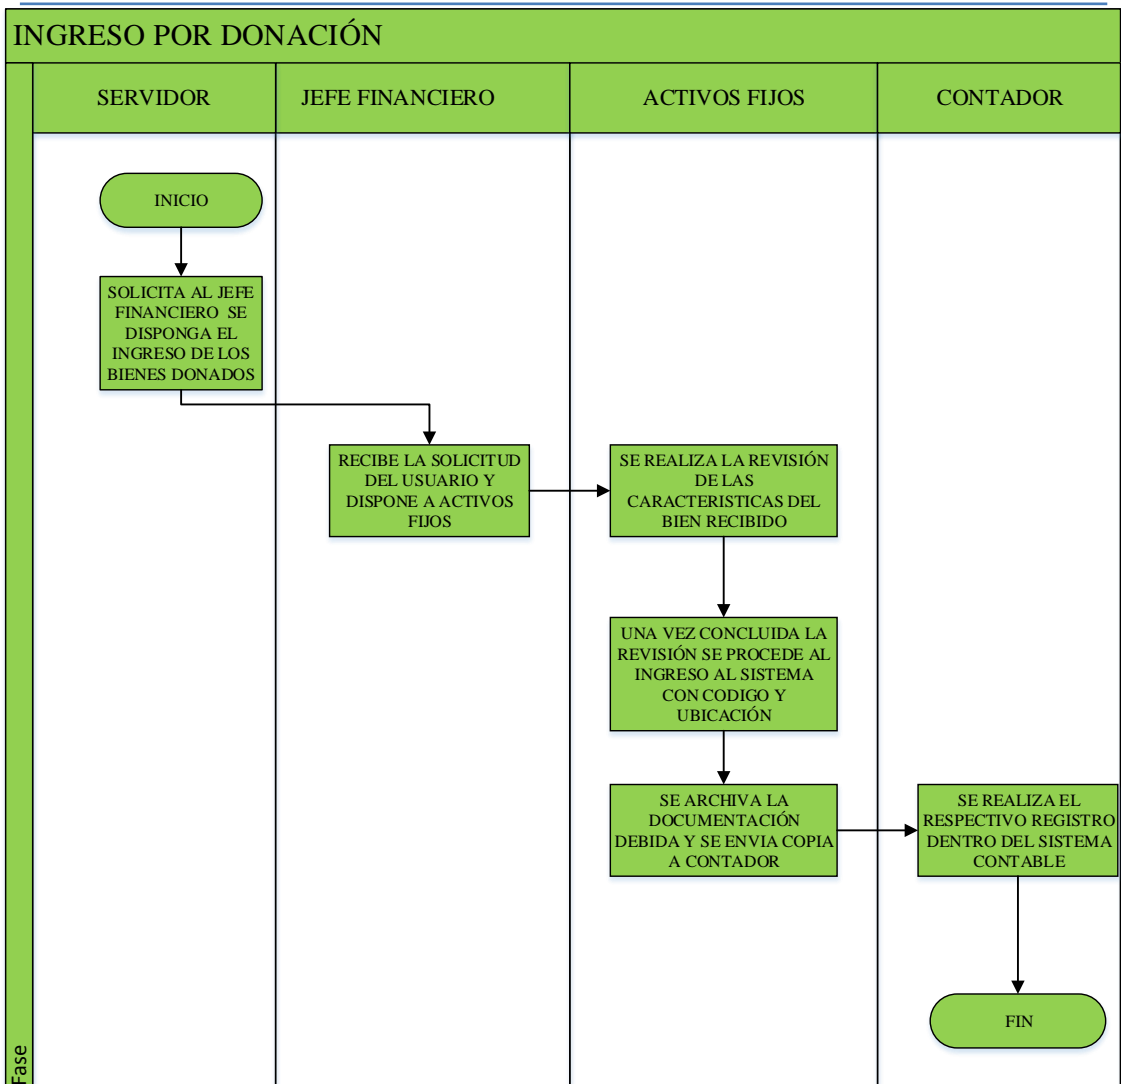 INGRESO POR DONACIÓN
SERVIDOR
JEFE FINANCIERO
ACTIVOS FIJOS
CONTADOR
INICIO
SOLICITA AL JEFE
FINANCIERO SE
DISPONGA EL
INGRESO DE LOS
BIENES DONADOS
RECIBE LA SOLICITUD
DEL USUARIO Y
DISPONE A ACTIVOS
FIJOS
SE REALIZA LA REVISIÓN
DE LAS
CARACTERISTICAS DEL
BIEN RECIBIDO
UNA VEZ CONCLUIDA LA
REVISIÓN SE PROCEDE AL
INGRESO AL SISTEMA
CON CODIGO Y
UBICACIÓN
SE ARCHIVA LA
DOCUMENTACIÓN
DEBIDA Y SE ENVIA COPIA
A CONTADOR
SE REALIZA EL
RESPECTIVO REGISTRO
DENTRO DEL SISTEMA
CONTABLE
FIN
Fase